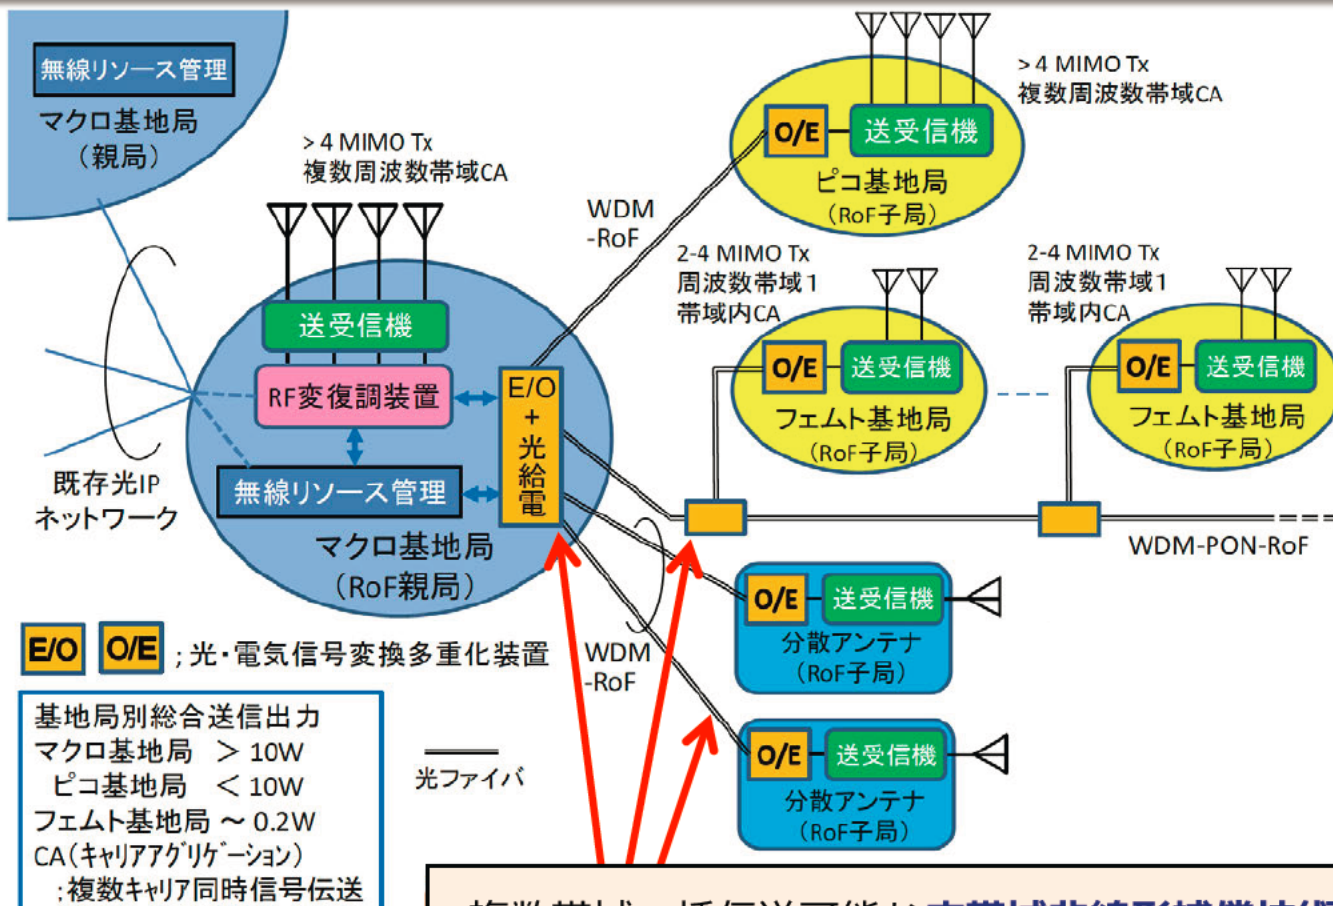 無線リソース管理
マクロ基地局
（親局）
> 4 MIMO Tx
複数周波数帯域CA
送受信機
RF変復調装置
無線リソース管理
E/O
+
光
給
電
マクロ基地局
（RoF親局）
既存光IP
ネットワーク
WDM
-RoF
> 4 MIMO Tx
複数周波数帯域CA
O/E
送受信機
ピコ基地局
（RoF子局）
2-4 MIMO Tx
周波数帯域1
帯域内CA
O/E
送受信機
フェムト基地局
（RoF子局）
2-4 MIMO Tx
周波数帯域1
帯域内CA
O/E
送受信機
フェムト基地局
（RoF子局）
WDM-PON-RoF
WDM
-RoF
O/E
送受信機
分散アンテナ
（RoF子局）
O/E
送受信機
分散アンテナ
（RoF子局）
E/O O/E ；光・電気信号変換多重化装置
基地局別総合送信出力
マクロ基地局 ＞10W
ピコ基地局 ＜10W
フェムト基地局 ～ 0.2W
CA（ｷｬﾘｱｱｸﾞﾘｹﾞｰｼｮﾝ）
；複数キャリア同時信号伝送
光ファイバ